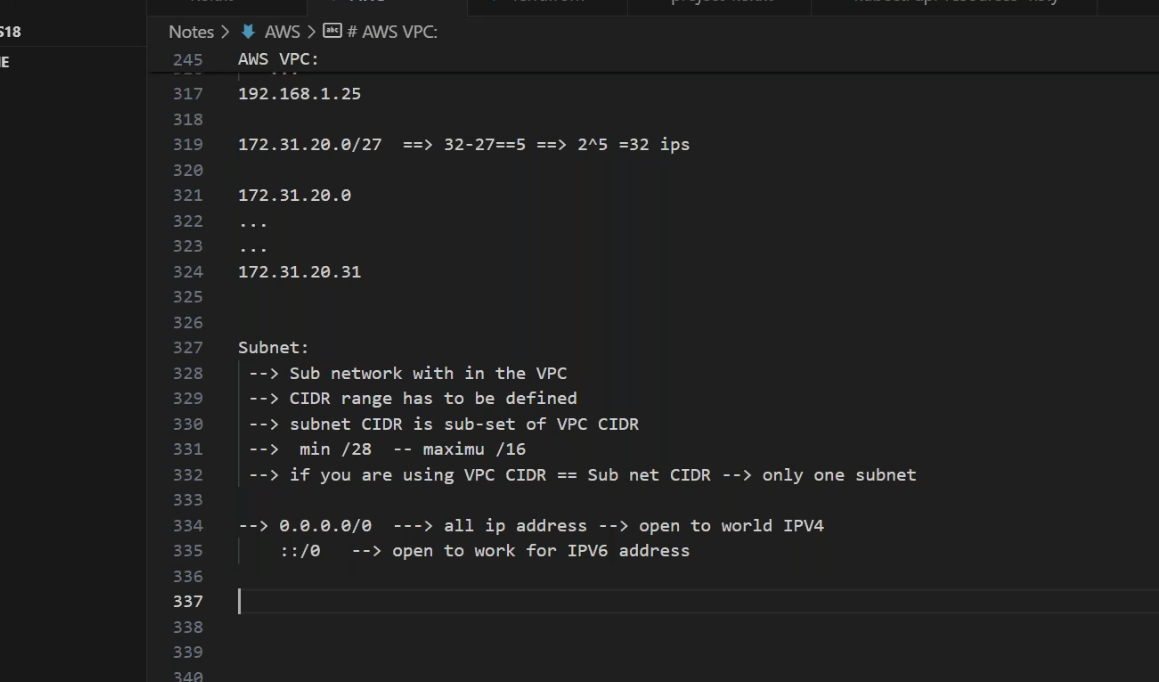 S18
E
Notes > AWS > # AWS VPC:
245 AWS VPC:
317 192.168.1.25
318
319 172.31.20.0/27 ==> 32-27==5 ==> 2^5 =32 ips
320
321 172.31.20.0
322 ...
323 ...
324 172.31.20.31
325
326
327 Subnet:
328 --> Sub network with in the VPC
329 --> CIDR range has to be defined
330 --> subnet CIDR is sub-set of VPC CIDR
331 --> min /28 -- maximu /16
332 --> if you are using VPC CIDR == Sub net CIDR --> only one subnet
333
334 --> 0.0.0.0/0 ---> all ip address --> open to world IPV4
335 ::/0 --> open to work for IPV6 address
336
337
338
339
340